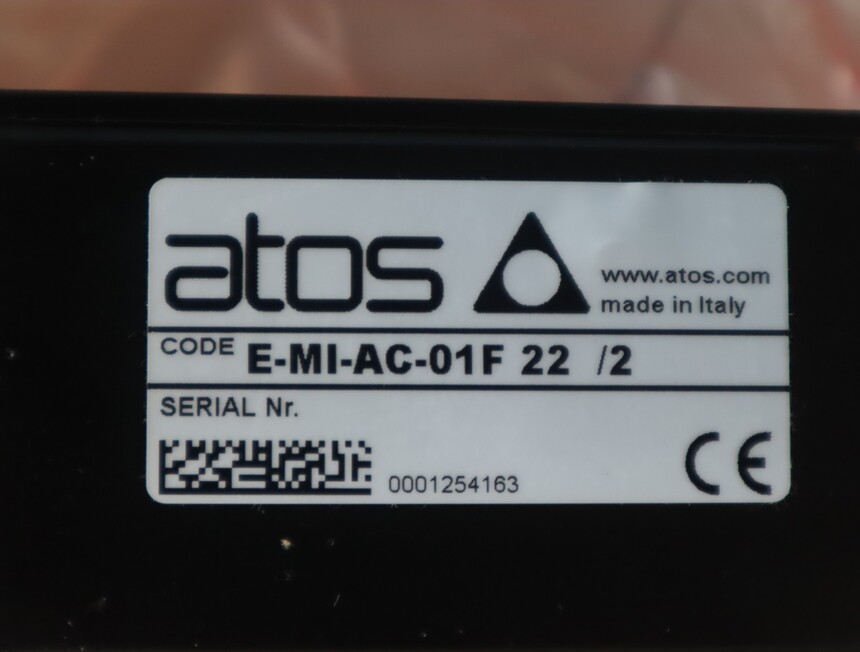 atos
www.atos.com
made in Italy
CODE E-MI-AC-01F 22 /2
SERIAL Nr.
0001254163
CE